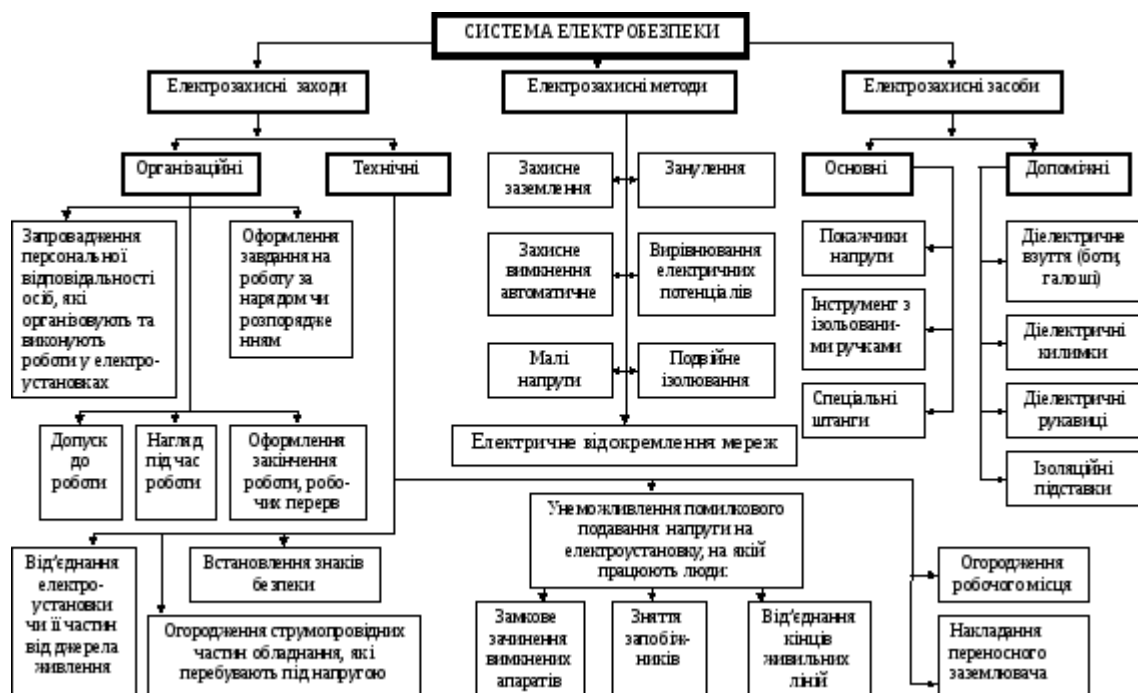 СИСТЕМА ЕЛЕКТРОБЕЗПЕКИ
Електрозахисні заходи
Електрозахисні методи
Електрозахисні засоби
Організаційні
Технічні
Захисне
заземлення
Занулення
Основні
Допоміжні
Запровадження
персональної
відповідальності
осіб, які
організовують та
виконують
роботи у електро-
установках
Оформлення
завдання на
роботу за
нарядом чи
розпорядже
нням
Захисне
вимкнення
автоматичне
Вирівнювання
електричних
потенціалів
Покажчики
напруги
Діелектричне
взуття (боти,
галоші)
Інструмент з
ізольовани-
ми ручками
Діелектричні
килимки
Малі
напруги
Подвійне
ізолювання
Спеціальні
штанги
Діелектричні
рукавиці
Допуск
до
роботи
Нагляд
під час
роботи
Оформлення
закінчення
роботи, робо-
чих перерв
Електричне відокремлення мереж
Ізоляційні
підставки
Унеможливлення помилкового
подавання напруги на
електроустановку, на якій
працюють люди:
Від’єднання
електро-
установки
чи її частин
від джерела
живлення
Встановлення знаків
безпеки
Огородження
робочого місця
Огородження струмопровідних
частин обладнання, які
перебувають під напругою
Замкове
зачинення
вимкнених
апаратів
Зняття
запобіж-
ників
Від’єднання
кінців
живильних
ліній
Накладання
переносного
заземлювача